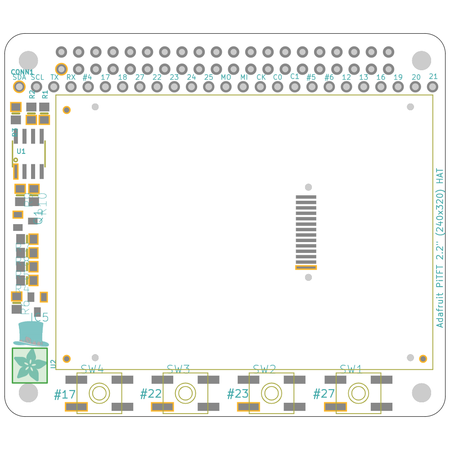 CONN1
SDA SCL TX RX #4 17 18 27 22 23 24 25 MO MI CK C0 C1 #5 #6 12 13 16 19 20 21
R2
R1
U1
IC5
U2
Adafruit PiTFT 2.2" (240x320) HAT
SW4 SW3 SW2 SW1
#17 #22 #23 #27